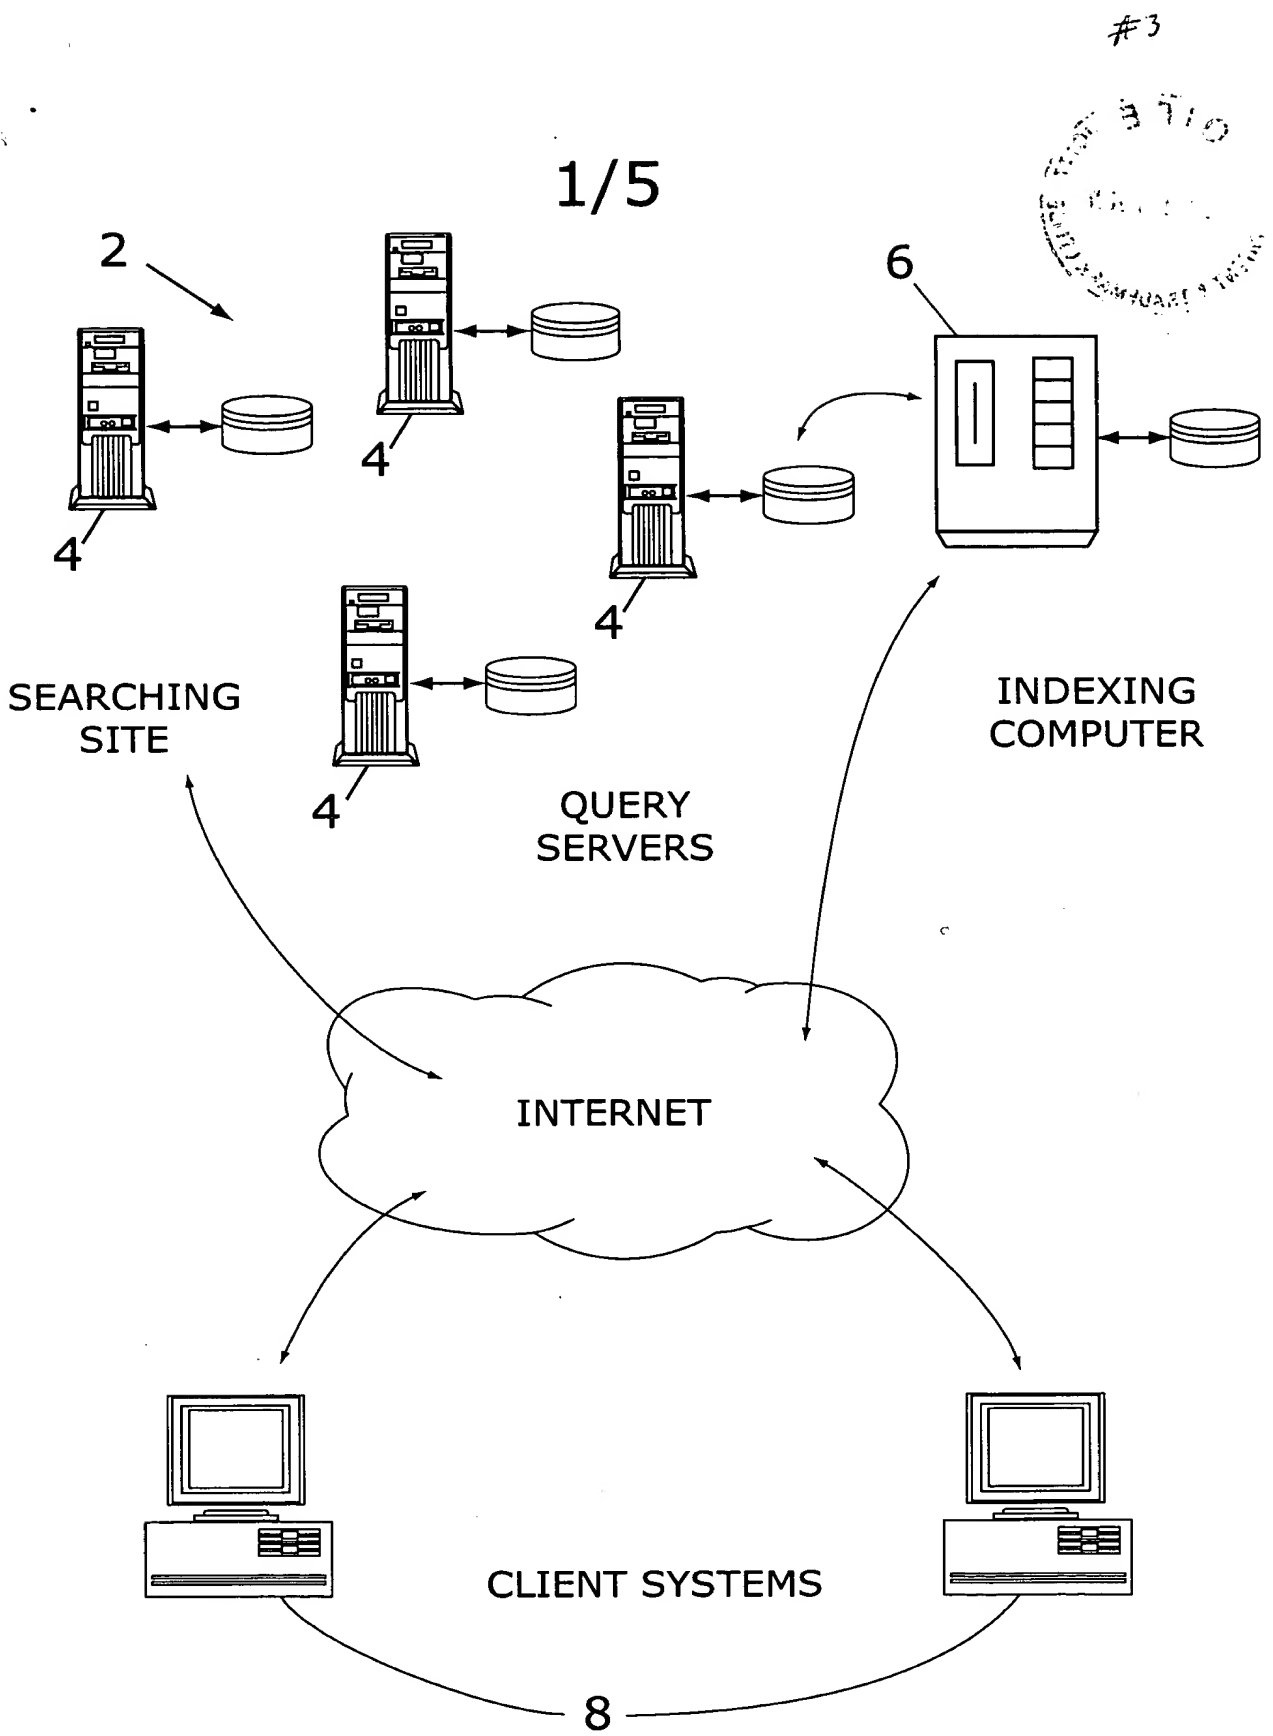 #3
1/5
2
6
4
4
4
4
SEARCHING
SITE
INDEXING
COMPUTER
QUERY
SERVERS
INTERNET
CLIENT SYSTEMS
8